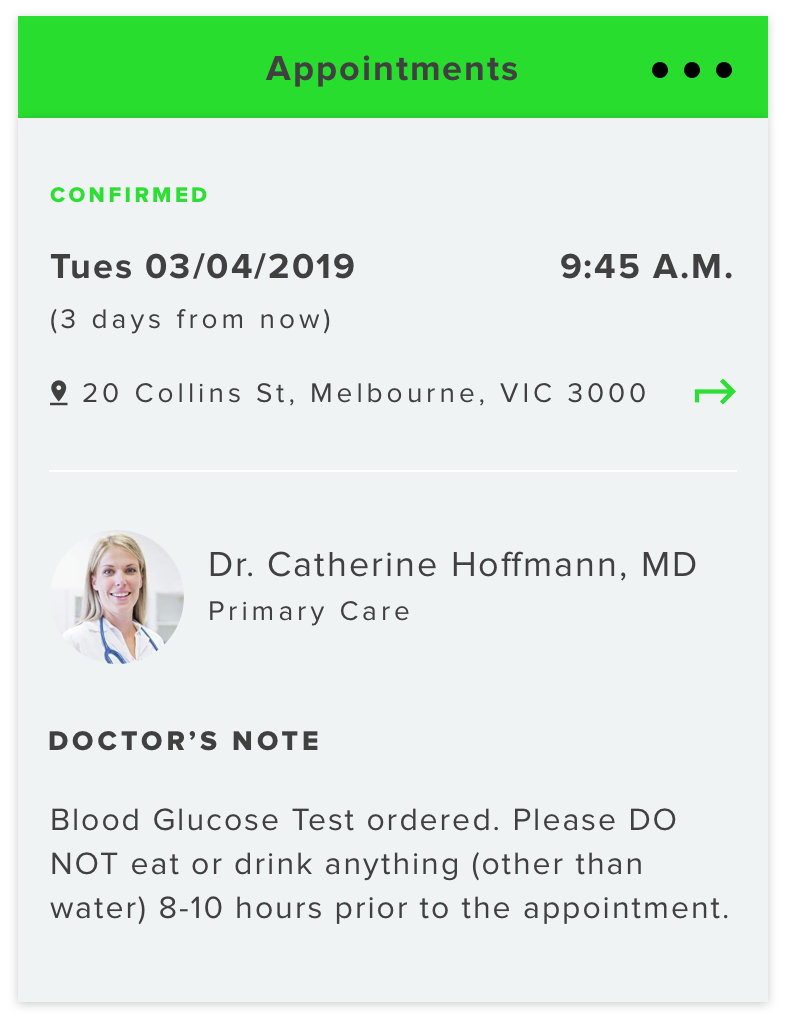 Appointments
CONFIRMED
Tues 03/04/2019 9:45 A.M.
(3 days from now)
20 Collins St, Melbourne, VIC 3000
Dr. Catherine Hoffmann, MD
Primary Care
DOCTOR’S NOTE
Blood Glucose Test ordered. Please DO
NOT eat or drink anything (other than
water) 8-10 hours prior to the appointment.